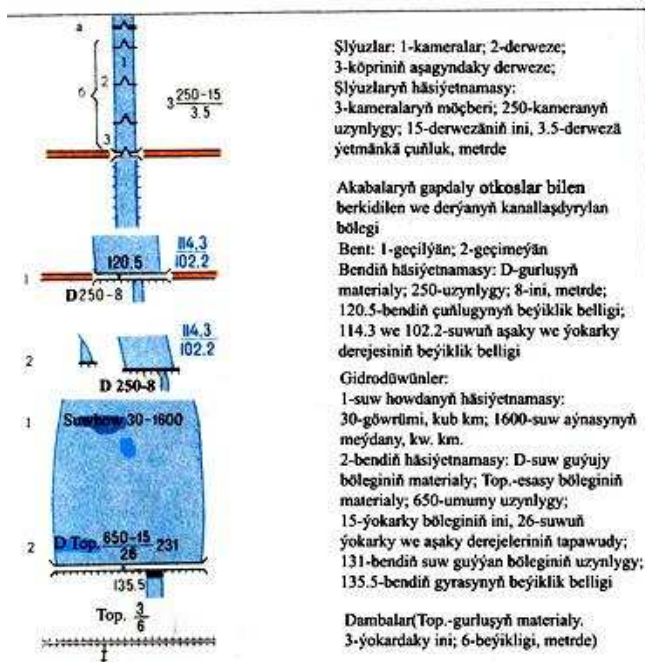 а
б
1
2
3
3 250-15
3.5
Şlýuzlar: 1-kameralar; 2-derweze;
3-köpriniň aşagyndaky derweze;
Şlýuzlaryň häsiýetnamasy:
3-kameralaryň möçberi; 250-kameranyň
uzynlygy; 15-derwezäniň ini, 3.5-derwezä
ýetmänkä çuňluk, metrde
Akabalaryň gapdaly otkoslar bilen
berkidilen we derýanyň kanallaşdyrylan
bölegi
1
120.5
114.3
102.2
D 250-8
2
114.3
102.2
D 250-8
Bent: 1-geçilýän; 2-geçimeýän
Bendiň häsiýetnamasy: D-gurluşyň
materialy; 250-uzynlygy; 8-ini, metrde;
120.5-bendiň çuňlugynyň beýiklik belligi;
114.3 we 102.2-suwuň aşaky we ýokarky
derejesiniň beýiklik belligi
1
Suwhow 30-1600
2
D Top. 650-15
26
231
135.5
Gidrodüwünler:
1-suw howdanyň häsiýetnamasy:
30-göwrümi, kub km; 1600-suw aýnasynyň
meýdany, kw. km.
2-bendiň häsiýetnamasy: D-suw guýujy
böleginiň materialy; Top.-esasy böleginiň
materialy; 650-umumy uzynlygy;
15-ýokarky böleginiň ini, 26-suwuň
ýokarky we aşaky derejeleriniň tapawudy;
131-bendiň suw guýýan böleginiň uzynlygy;
135.5-bendiň gyrasynyň beýiklik belligi
Top. 3
6
Dambalar(Top.-gurluşyň materialy.
3-ýokardaky ini; 6-beýikligi, metrde)